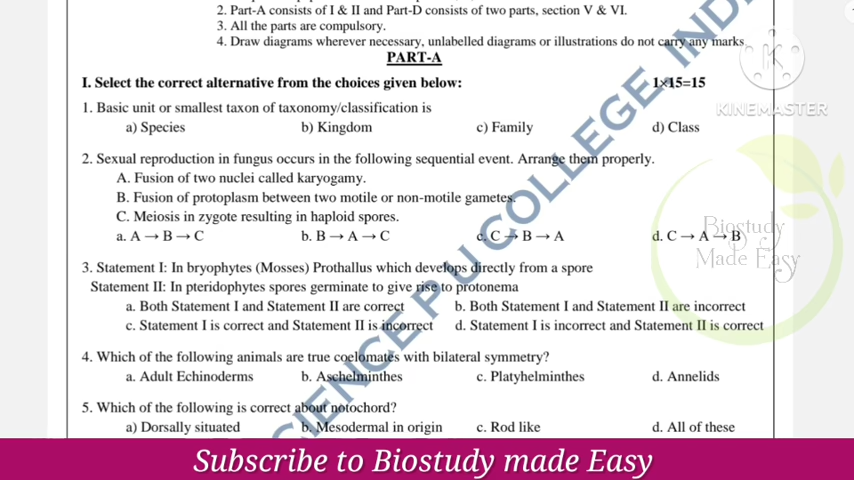 2. Part-A consists of I & II and Part-D consists of two parts, section V & VI.
3. All the parts are compulsory.
4. Draw diagrams wherever necessary, unlabelled diagrams or illustrations do not carry any marks
PART-A
I. Select the correct alternative from the choices given below: 1×15=15
1. Basic unit or smallest taxon of taxonomy/classification is
a) Species b) Kingdom c) Family d) Class
2. Sexual reproduction in fungus occurs in the following sequential event. Arrange them properly.
A. Fusion of two nuclei called karyogamy.
B. Fusion of protoplasm between two motile or non-motile gametes.
C. Meiosis in zygote resulting in haploid spores.
a. A → B → C b. B → A → C c. C → B → A d. C → A → B
3. Statement I: In bryophytes (Mosses) Prothallus which develops directly from a spore
Statement II: In pteridophytes spores germinate to give rise to protonema
a. Both Statement I and Statement II are correct b. Both Statement I and Statement II are incorrect
c. Statement I is correct and Statement II is incorrect d. Statement I is incorrect and Statement II is correct
4. Which of the following animals are true coelomates with bilateral symmetry?
a. Adult Echinoderms b. Aschelminthes c. Platyhelminthes d. Annelids
5. Which of the following is correct about notochord?
a) Dorsally situated b. Mesodermal in origin c. Rod like d. All of these
CIENCE P U COLLEGE, INDI
K
KINEMASTER
Biostudy
Made Easy
Subscribe to Biostudy made Easy